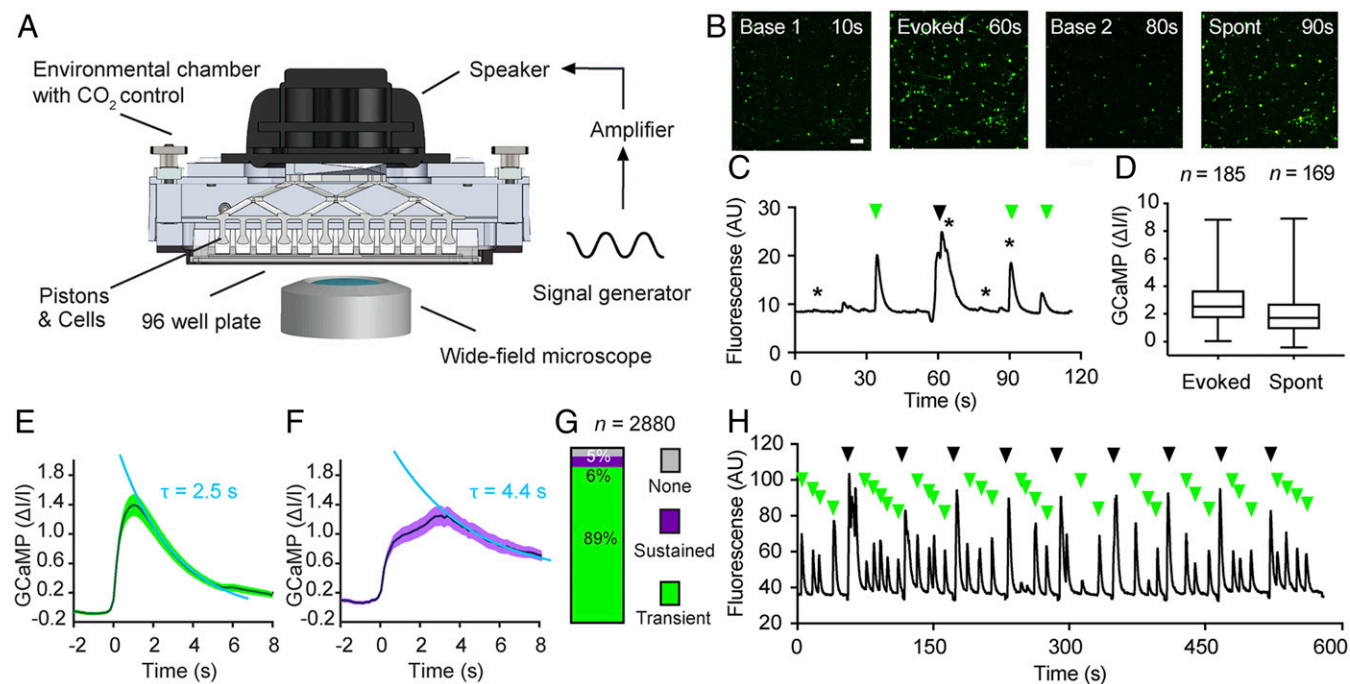 A
Environmental chamber
with CO2 control
Speaker
Amplifier
Signal generator
Pistons
& Cells
96 well plate
Wide-field microscope
B
Base 1 10s
Evoked 60s
Base 2 80s
Spont 90s
C
Fluorescense (AU)
30
20
10
0
*
*
*
*
0 30 60 90 120
Time (s)
D
n = 185 n = 169
GCaMP (ΔI/I)
10
8
6
4
2
0
Evoked Spont
E
GCaMP (ΔI/I)
1.8
1.4
1.0
0.6
0.2
-0.2
τ = 2.5 s
-2 0 2 4 6 8
Time (s)
F
GCaMP (ΔI/I)
1.8
1.4
1.0
0.6
0.2
-0.2
τ = 4.4 s
-2 0 2 4 6 8
Time (s)
G
n = 2880
5%
6%
89%
None
Sustained
Transient
H
Fluorescense (AU)
120
100
80
60
40
20
0 150 300 450 600
Time (s)